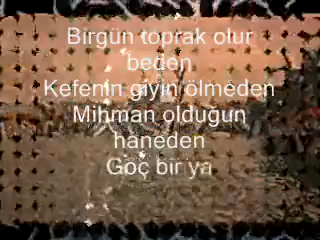 Birgün toprak olur
beden
Kefenin giyin ölmeden
Mihman olduğun
haneden
Göç bir ya